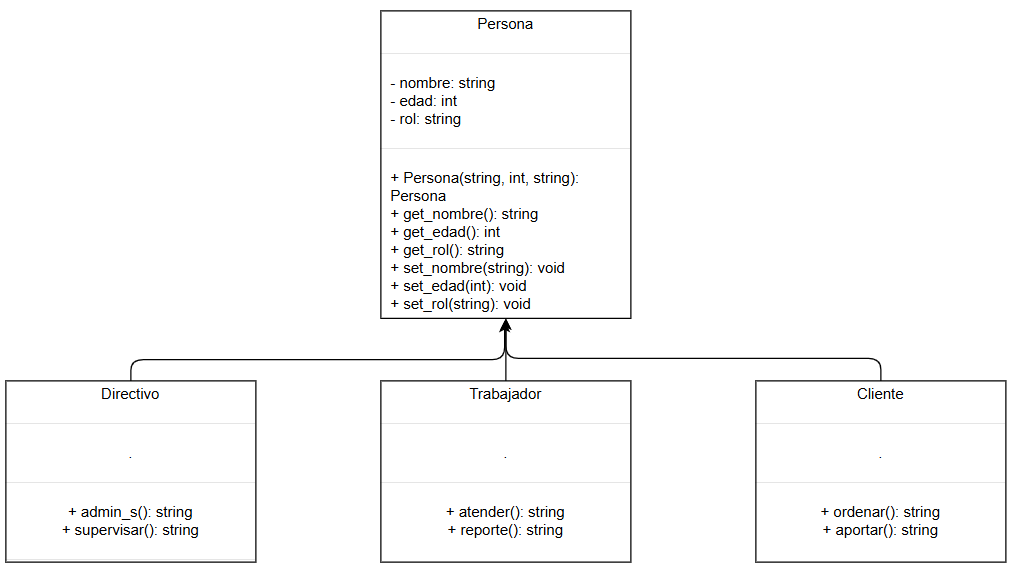 Persona
- nombre: string
- edad: int
- rol: string
+ Persona(string, int, string):
Persona
+ get_nombre(): string
+ get_edad(): int
+ get_rol(): string
+ set_nombre(string): void
+ set_edad(int): void
+ set_rol(string): void
Directivo
.
+ admin_s(): string
+ supervisar(): string
Trabajador
.
+ atender(): string
+ reporte(): string
Cliente
.
+ ordenar(): string
+ aportar(): string